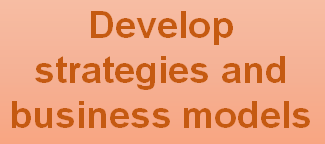 Develop
strategies and
business models